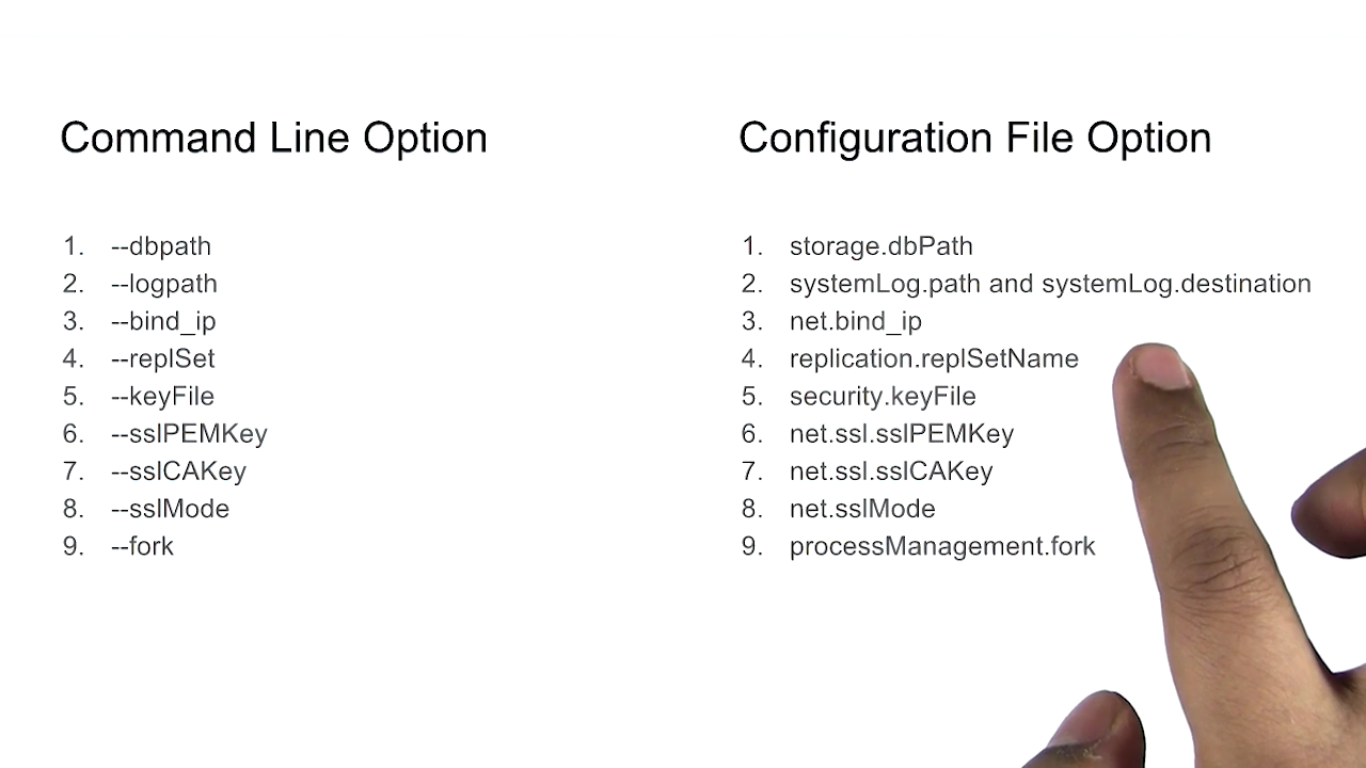 Command Line Option
1. --dbpath
2. --logpath
3. --bind_ip
4. --replSet
5. --keyFile
6. --sslPEMKey
7. --sslCAKey
8. --sslMode
9. --fork
Configuration File Option
1. storage.dbPath
2. systemLog.path and systemLog.destination
3. net.bind_ip
4. replication.replSetName
5. security.keyFile
6. net.ssl.sslPEMKey
7. net.ssl.sslCAKey
8. net.sslMode
9. processManagement.fork